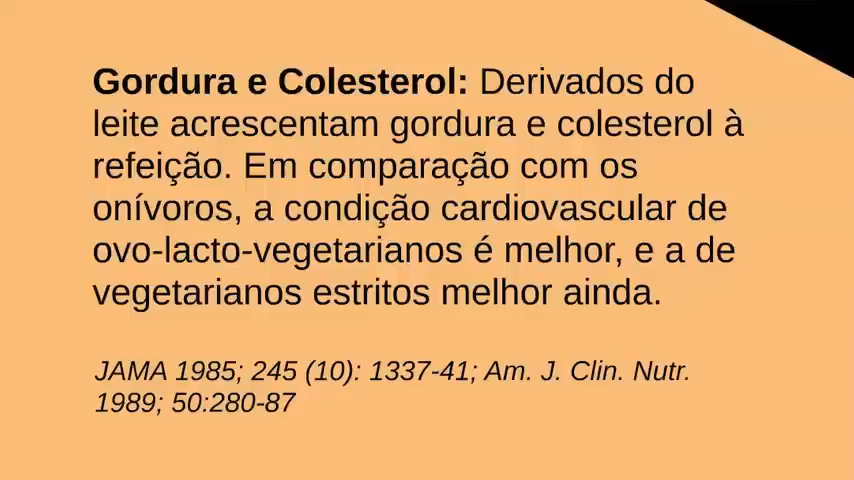 Gordura e Colesterol: Derivados do
leite acrescentam gordura e colesterol à
refeição. Em comparação com os
onívoros, a condição cardiovascular de
ovo-lacto-vegetarianos é melhor, e a de
vegetarianos estritos melhor ainda.
JAMA 1985; 245 (10): 1337-41; Am. J. Clin. Nutr.
1989; 50:280-87